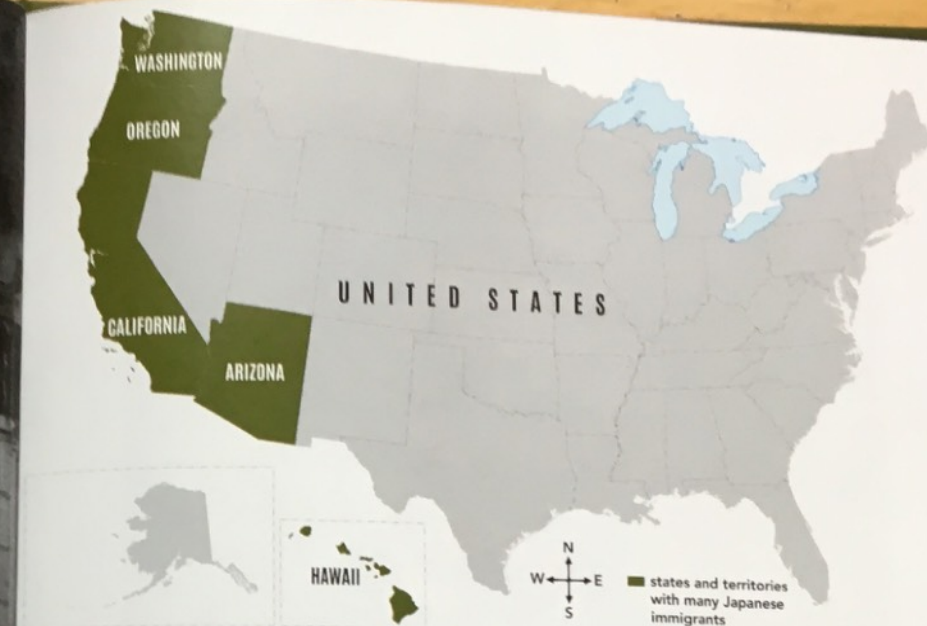 WASHINGTON
OREGON
UNITED STATES
CALIFORNIA
ARIZONA
HAWAII
N
W E
S
states and territories
with many Japanese
immigrants